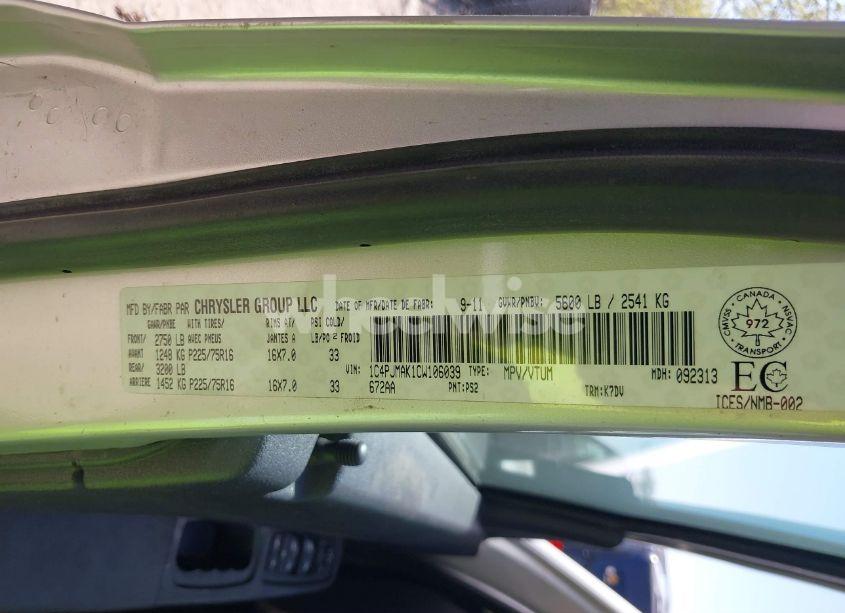 MFD BY/FABR PAR CHRYSLER GROUP LLC DATE OF MFR/DATE DE FABR: 9-11 GVWR/PNBV: 5600 LB / 2541 KG
GAWR/PNBE WITH TIRES/ RIMS AT/ PSI COLD/
FRONT/ 2750 LB AVEC PNEUS JANTES A LB/PO 2 FROID
AVANT 1248 KG P225/75R16 16X7.0 33
REAR/ 3200 LB
ARRIERE 1452 KG P225/75R16 16X7.0 33
VIN: 1C4PJMAK1CW106039 TYPE: MPV/VTUM MDH: 092313
672AA PNT:PS2 TRM:K7DV
CANADA
CMVSS 972 NSVAC
TRANSPORT
EC
ICES/NMB-002
wheelwise